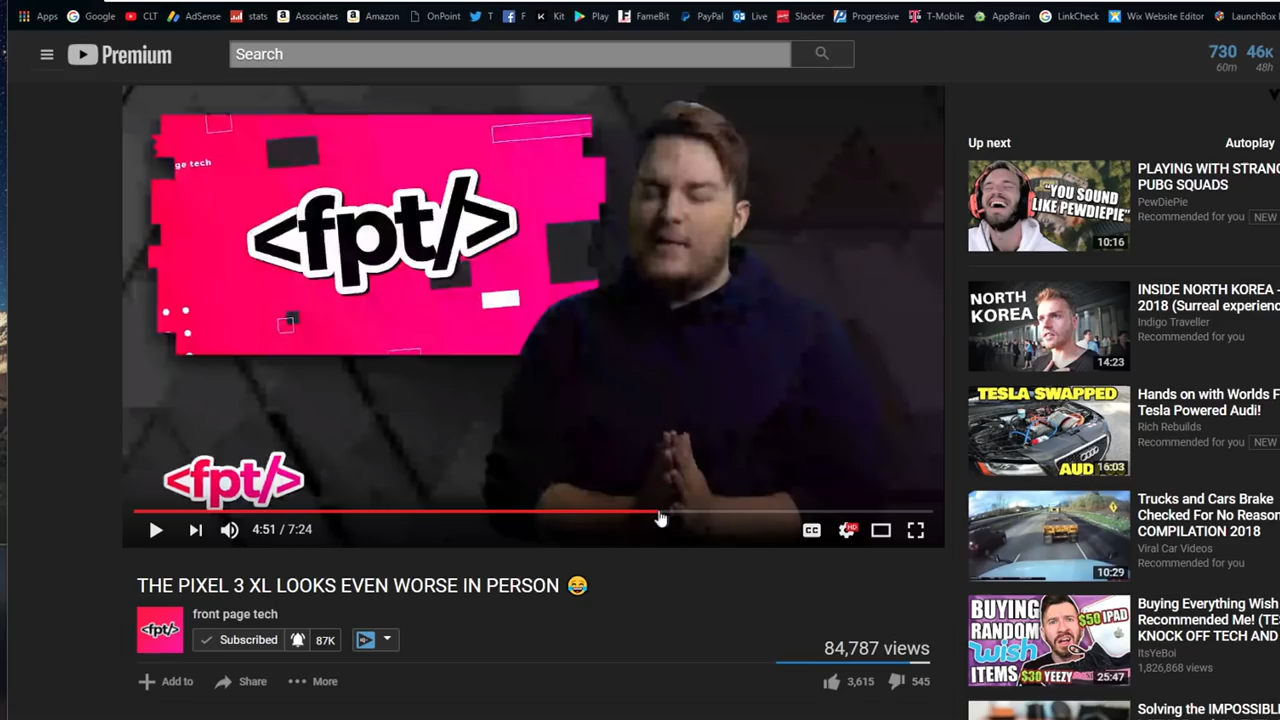 Apps Google CLT AdSense stats Associates Amazon OnPoint T F Kit Play FameBit PayPal Live Slacker Progressive T-Mobile AppBrain LinkCheck Wix Website Editor LaunchBox
Premium
Search
730 46K
60m 48h
ge tech
<fpt/>
<fpt/>
4:51 / 7:24
CC
HD
THE PIXEL 3 XL LOOKS EVEN WORSE IN PERSON 😂
<fpt/>
front page tech
Subscribed 87K
84,787 views
Add to Share More
3,615 545
Up next Autoplay
"YOU SOUND
LIKE PEWDIEPIE"
10:16
PLAYING WITH STRANG
PUBG SQUADS
PewDiePie
Recommended for you NEW
NORTH
KOREA
14:23
INSIDE NORTH KOREA -
2018 (Surreal experienc
Indigo Traveller
Recommended for you
TESLA SWAPPED
AUD
16:03
Hands on with Worlds F
Tesla Powered Audi!
Rich Rebuilds
Recommended for you NEW
10:29
Trucks and Cars Brake
Checked For No Reason
COMPILATION 2018
Viral Car Videos
Recommended for you
BUYING
RANDOM
wish
ITEMS
$50 IPAD
$30 YEEZY
25:47
Buying Everything Wish
Recommended Me! (TE
KNOCK OFF TECH AND
ItsYeBoi
1,826,868 views
Solving the IMPOSSIBL